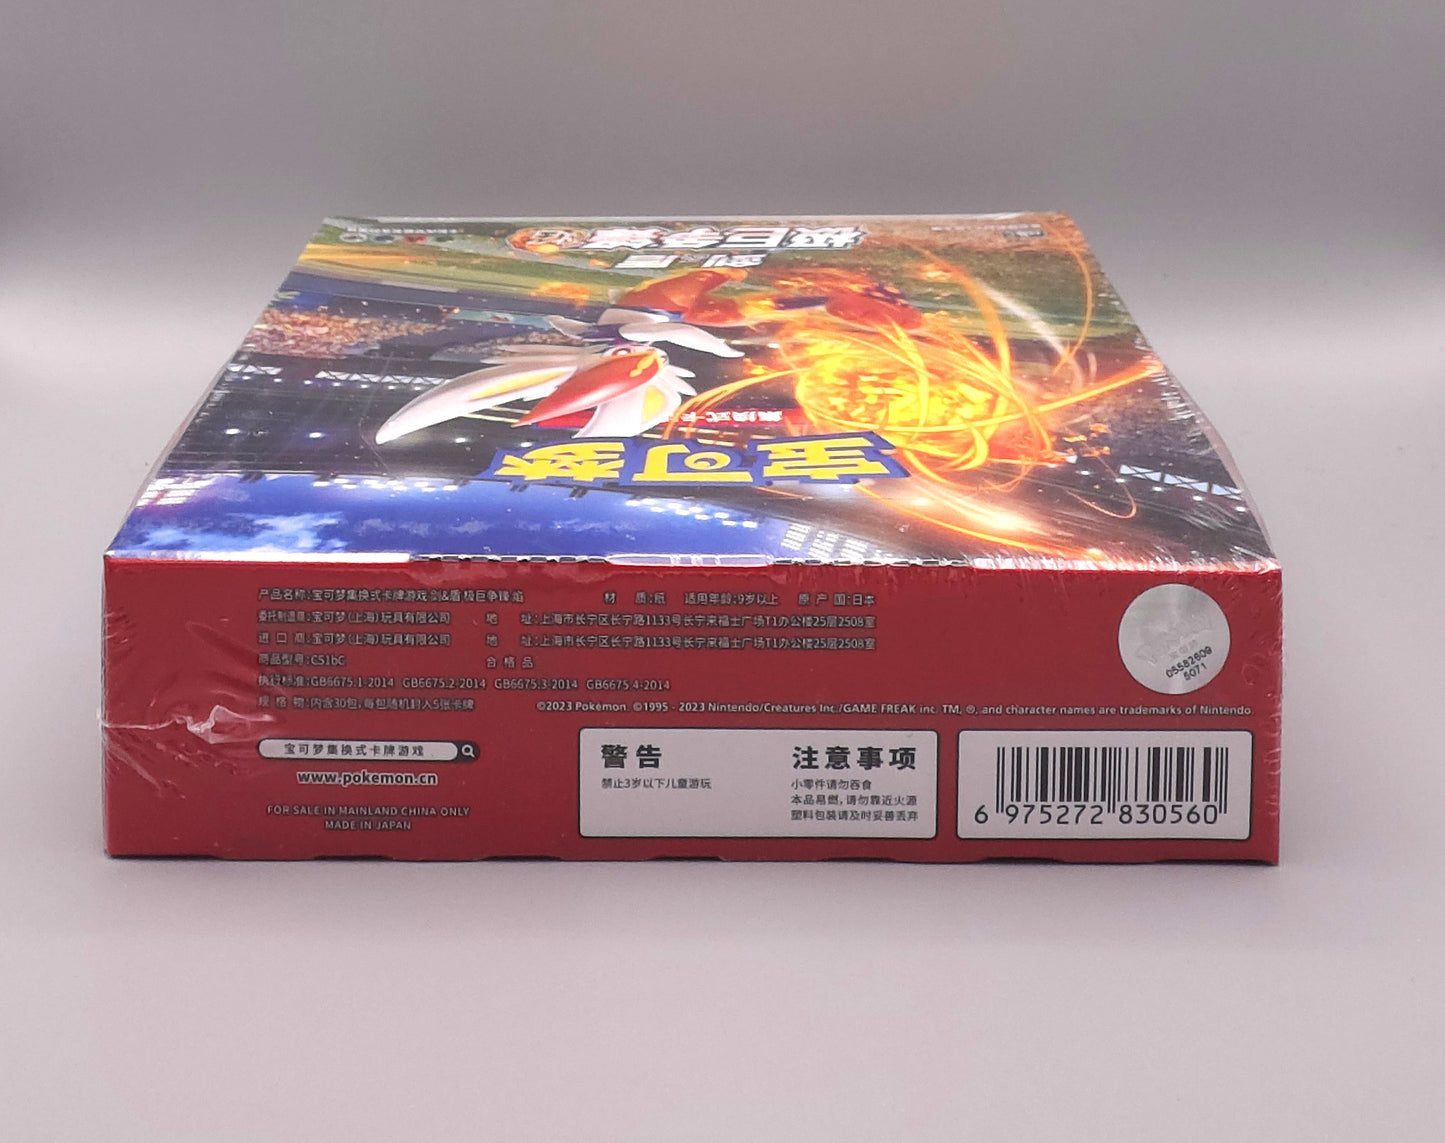 极巨争锋
剑&盾
集换式卡
宝可梦
产品名称:宝可梦集换式卡牌游戏 剑&盾 极巨争锋 焰 材 质:纸 适用年龄:9岁以上 原 产 国:日本
委托制造商:宝可梦(上海)玩具有限公司 地 址:上海市长宁区长宁路1133号长宁来福士广场T1办公楼25层2508室
进 口 商:宝可梦(上海)玩具有限公司 地 址:上海市长宁区长宁路1133号长宁来福士广场T1办公楼25层2508室
商品型号:CS1bC 合 格 品
执行标准:GB6675.1-2014 GB6675.2-2014 GB6675.3-2014 GB6675.4-2014
规 格 物:内含30包,每包随机封入5张卡牌
©2023 Pokémon. ©1995 - 2023 Nintendo/Creatures Inc./GAME FREAK inc. TM, ®, and character names are trademarks of Nintendo.
05582609
5071
宝可梦集换式卡牌游戏
www.pokemon.cn
FOR SALE IN MAINLAND CHINA ONLY
MADE IN JAPAN
警告
禁止3岁以下儿童游玩
注意事项
小零件请勿吞食
本品易燃,请勿靠近火源
塑料包装请及时妥善丢弃
6 975272 830560